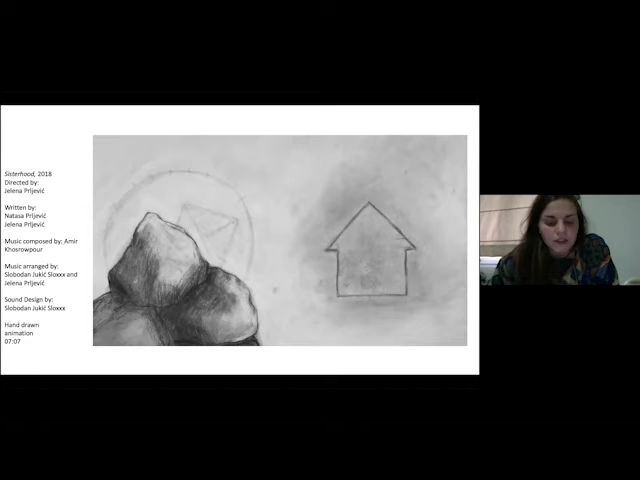 Sisterhood, 2018
Directed by:
Jelena Prljević
Written by:
Natasa Prljević
Jelena Prljević
Music composed by: Amir
Khosrowpour
Music arranged by:
Slobodan Jukić Sloxxx and
Jelena Prljević
Sound Design by:
Slobodan Jukić Sloxxx
Hand drawn
animation
07:07